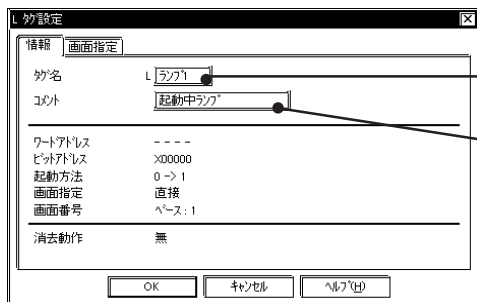 L ﾀｸﾞ設定
情報 画面指定
ﾀｸﾞ名 L ﾗﾝﾌﾟ1
ｺﾒﾝﾄ 起動中ﾗﾝﾌﾟ
ﾜｰﾄﾞｱﾄﾞﾚｽ ----
ﾋﾞｯﾄｱﾄﾞﾚｽ X00000
起動方法 0 -> 1
画面指定 直接
画面番号 ﾍﾞｰｽ: 1
消去動作 無
OK ｷｬﾝｾﾙ ﾍﾙﾌﾟ(H)